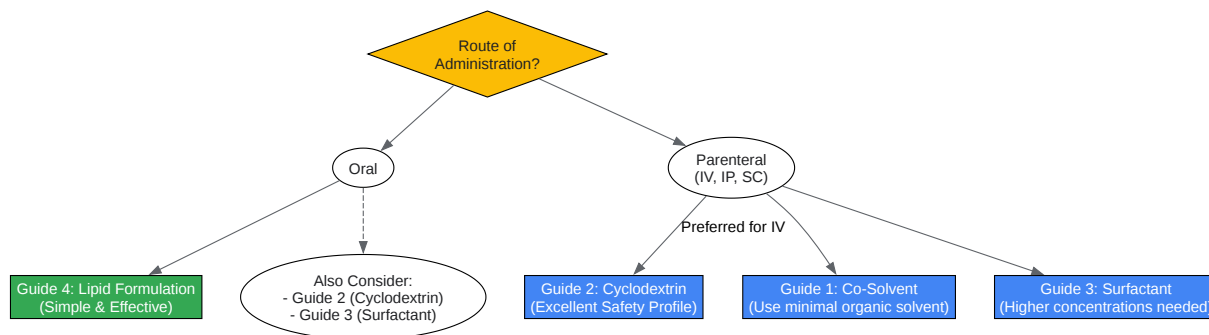 Route of
Administration?
Oral
Parenteral
(IV, IP, SC)
Preferred for IV
Guide 4: Lipid Formulation
(Simple & Effective)
Also Consider:
- Guide 2 (Cyclodextrin)
- Guide 3 (Surfactant)
Guide 2: Cyclodextrin
(Excellent Safety Profile)
Guide 1: Co-Solvent
(Use minimal organic solvent)
Guide 3: Surfactant
(Higher concentrations needed)